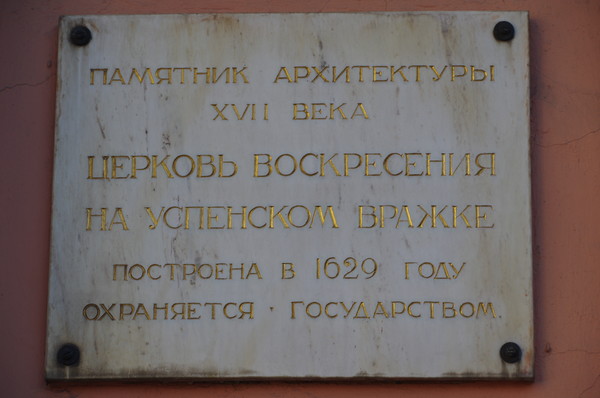 ПАМЯТНИК АРХИТЕКТУРЫ
XVII ВЕКА
ЦЕРКОВЬ ВОСКРЕСЕНИЯ
НА УСПЕНСКОМ ВРАЖКЕ
ПОСТРОЕНА В 1629 ГОДУ
ОХРАНЯЕТСЯ · ГОСУДАРСТВОМ.